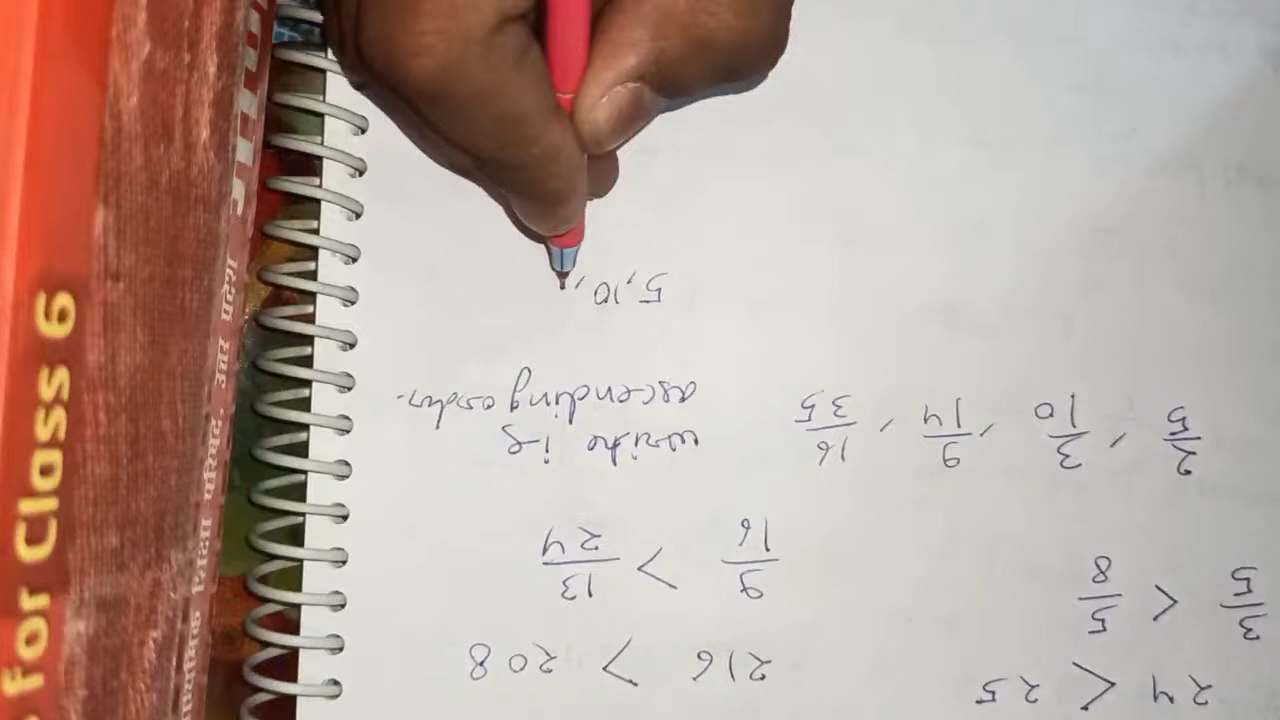 24 < 25
216 > 208
3/5 < 5/8
9/16 > 13/24
2/5, 3/10, 9/14, 16/35
write is
ascending order.
5, 10,
for Class 6